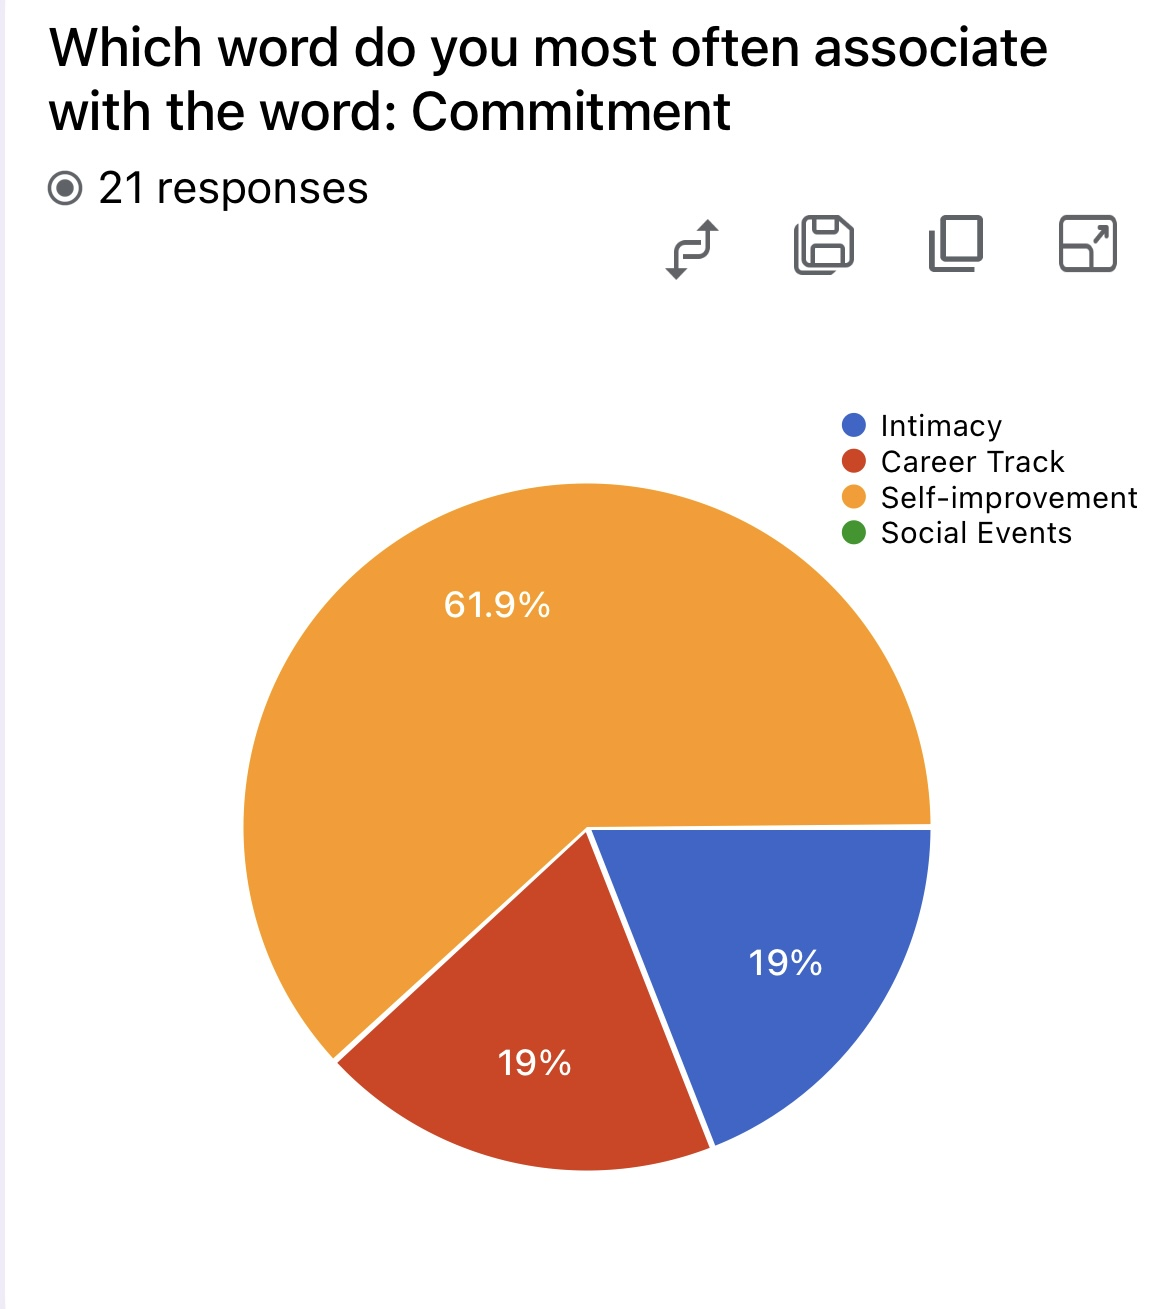 Which word do you most often associate
with the word: Commitment
21 responses
Intimacy
Career Track
Self-improvement
Social Events
61.9%
19%
19%